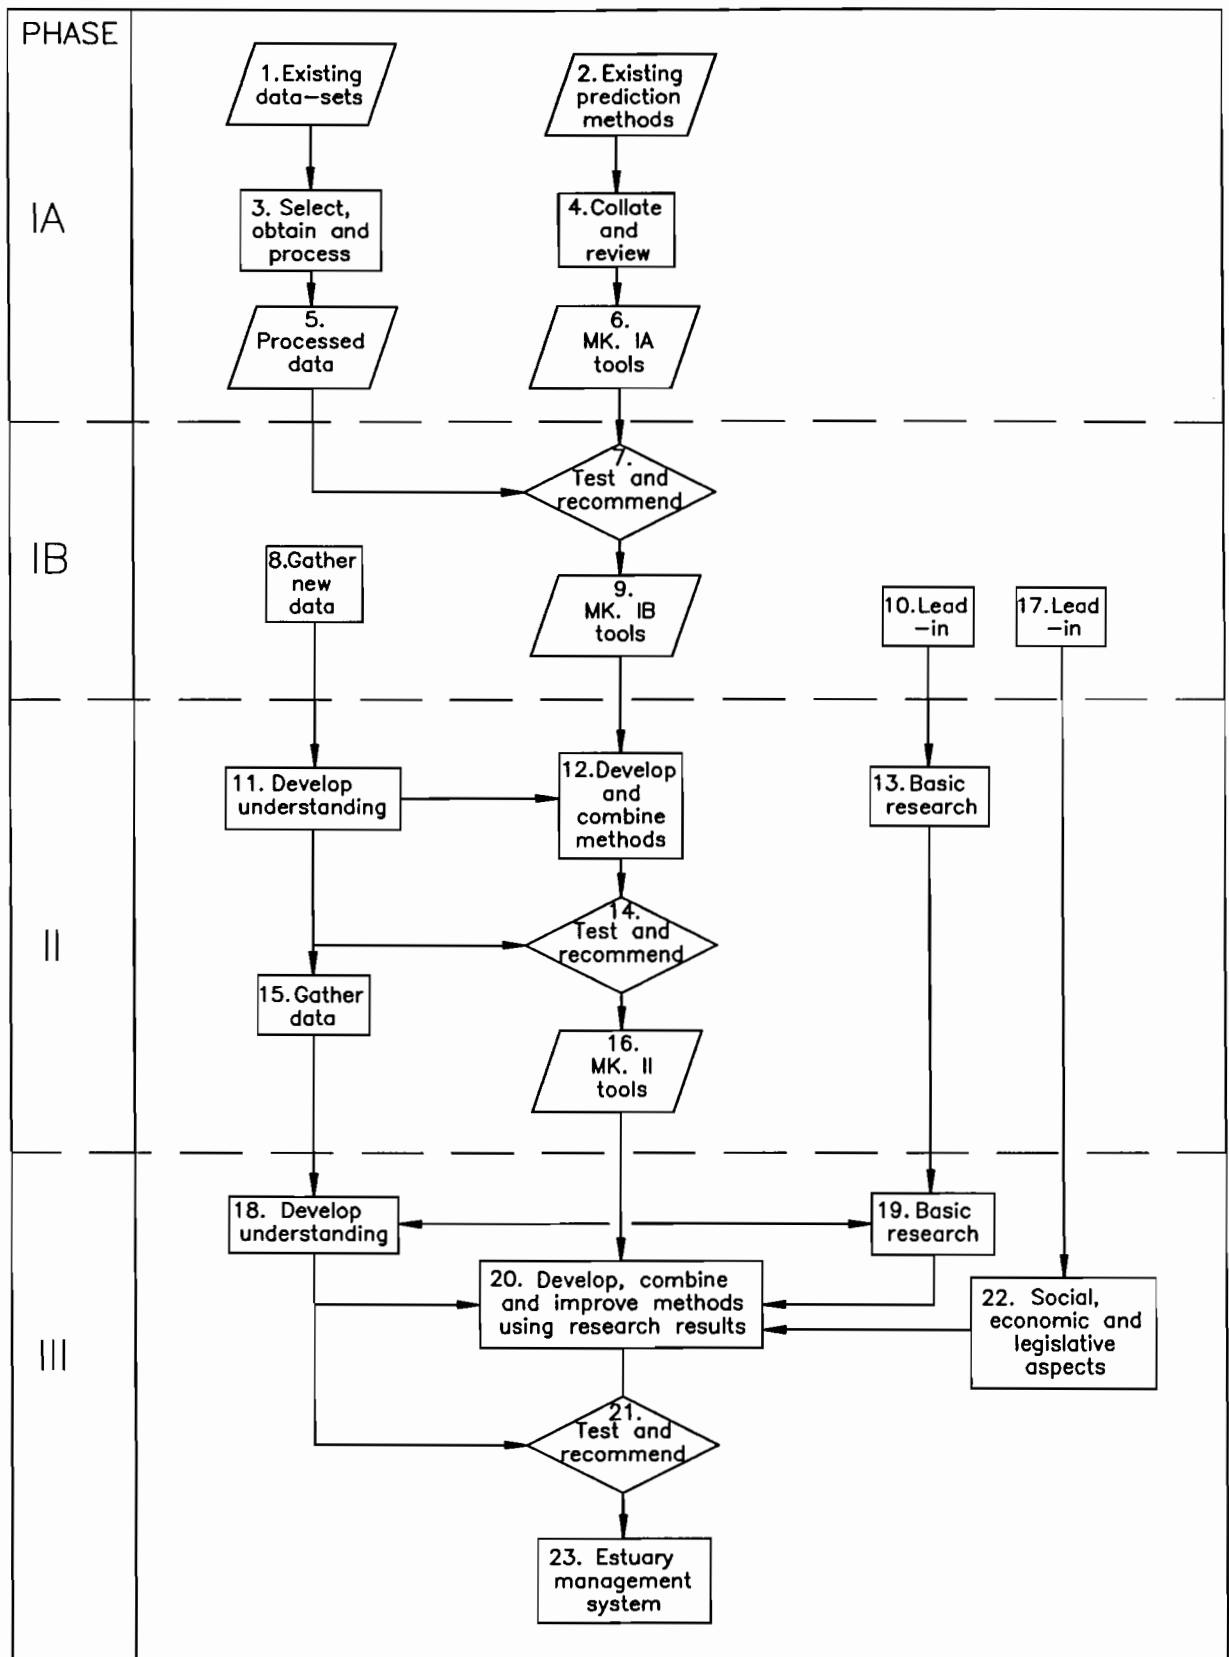 PHASE
IA
1. Existing
data-sets
2. Existing
prediction
methods
3. Select,
obtain and
process
4. Collate
and
review
5.
Processed
data
6.
MK. IA
tools
IB
7.
Test and
recommend
8. Gather
new
data
9.
MK. IB
tools
10. Lead
-in
17. Lead
-in
II
11. Develop
understanding
12. Develop
and
combine
methods
13. Basic
research
14.
Test and
recommend
15. Gather
data
16.
MK. II
tools
III
18. Develop
understanding
19. Basic
research
20. Develop, combine
and improve methods
using research results
22. Social,
economic and
legislative
aspects
21.
Test and
recommend
23. Estuary
management
system